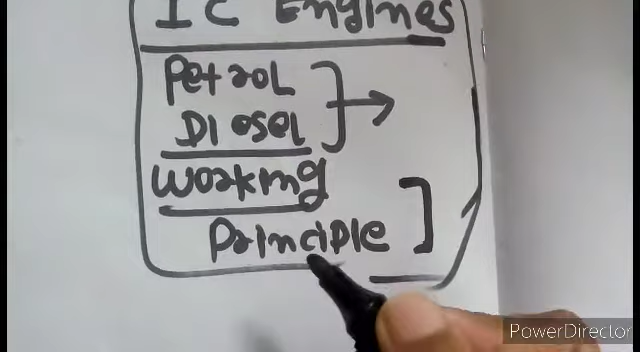 IC Engines
Petrol
Diesel
Working
Principle
PowerDirector